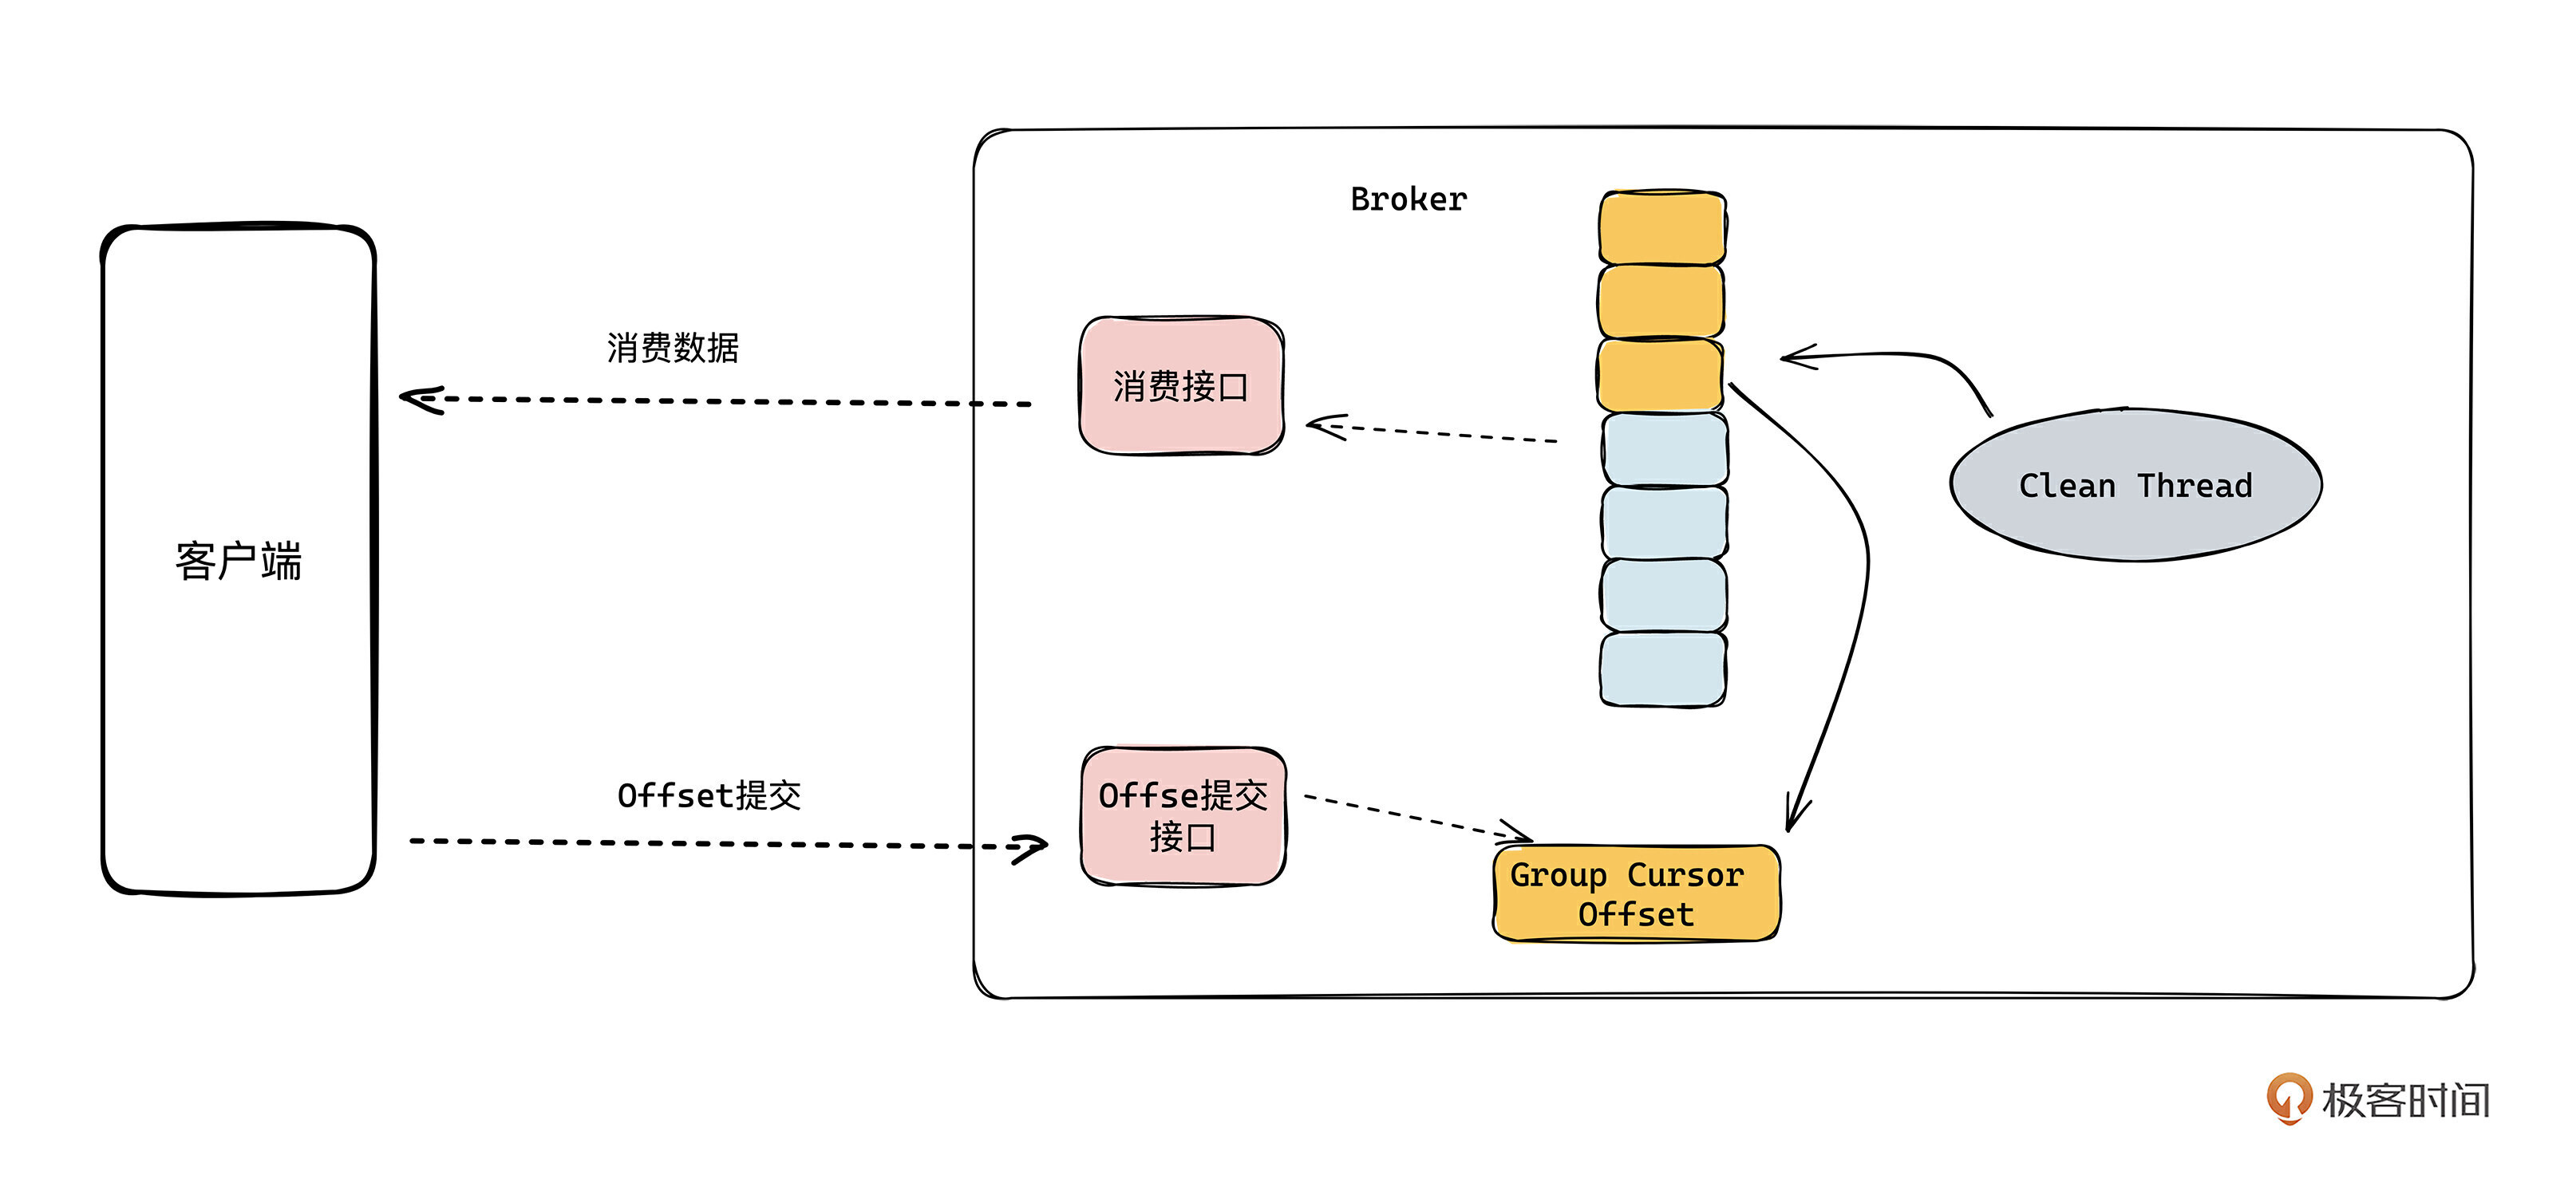 Broker
消费数据
消费接口
Clean Thread
客户端
Offset提交
Offse提交
接口
Group Cursor
Offset
极客时间